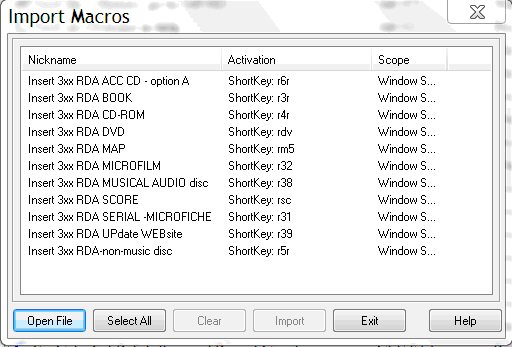 Import Macros
Nickname Activation Scope
Insert 3xx RDA ACC CD - option A ShortKey: r6r Window S...
Insert 3xx RDA BOOK ShortKey: r3r Window S...
Insert 3xx RDA CD-ROM ShortKey: r4r Window S...
Insert 3xx RDA DVD ShortKey: rdv Window S...
Insert 3xx RDA MAP ShortKey: rm5 Window S...
Insert 3xx RDA MICROFILM ShortKey: r32 Window S...
Insert 3xx RDA MUSICAL AUDIO disc ShortKey: r38 Window S...
Insert 3xx RDA SCORE ShortKey: rsc Window S...
Insert 3xx RDA SERIAL -MICROFICHE ShortKey: r31 Window S...
Insert 3xx RDA UPdate WEBsite ShortKey: r39 Window S...
Insert 3xx RDA-non-music disc ShortKey: r5r Window S...
Open File Select All Clear Import Exit Help